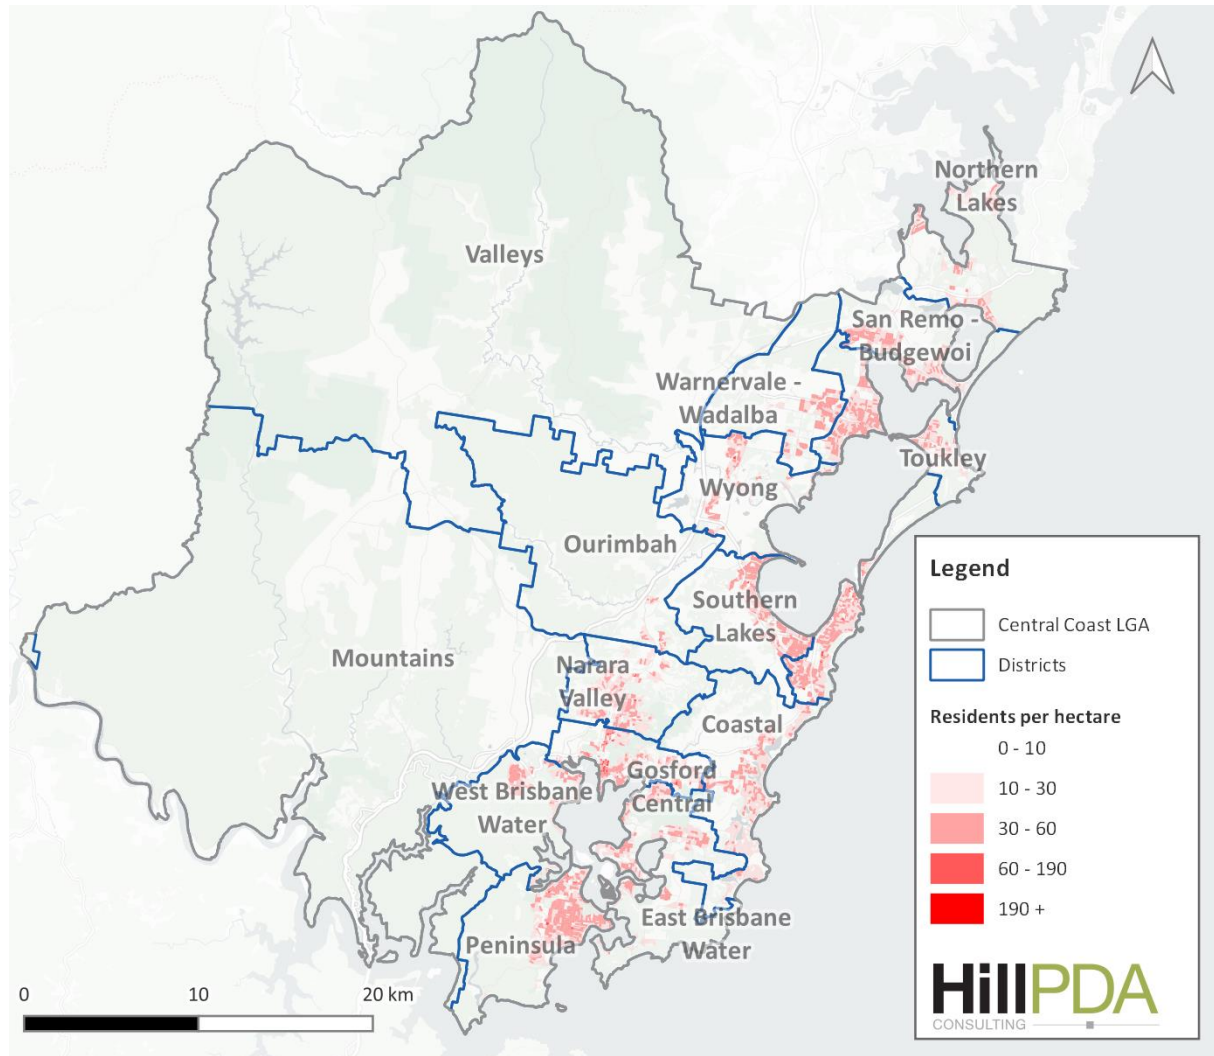 Northern
Lakes
Valleys
San Remo -
Budgewoi
Warnervale -
Wadalba
Toukley
Wyong
Ourimbah
Southern
Lakes
Mountains
Narara
Valley
Coastal
Gosford
Central
West Brisbane
Water
East Brisbane
Water
Peninsula
0 10 20 km
Legend
Central Coast LGA
Districts
Residents per hectare
0 - 10
10 - 30
30 - 60
60 - 190
190 +
HillPDA
CONSULTING